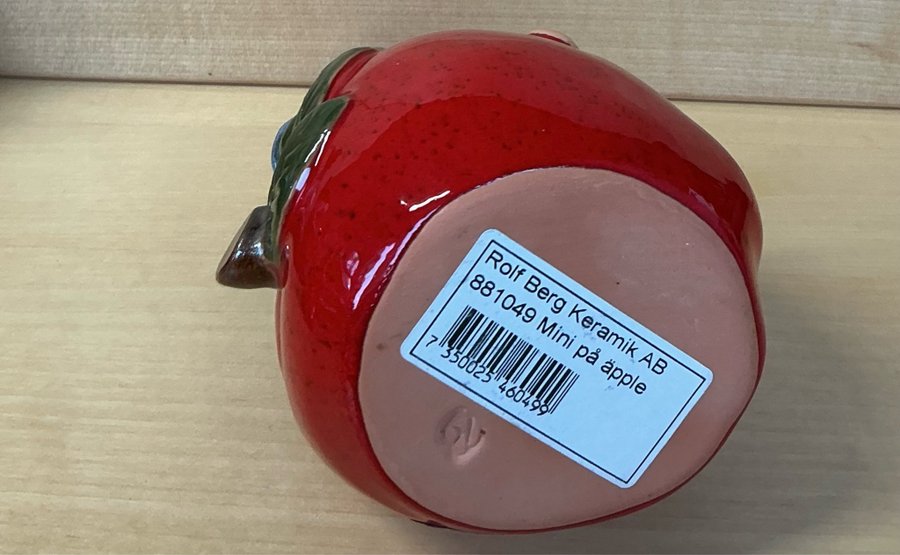 Rolf Berg Keramik AB
881049 Mini på äpple
7 350025 460499